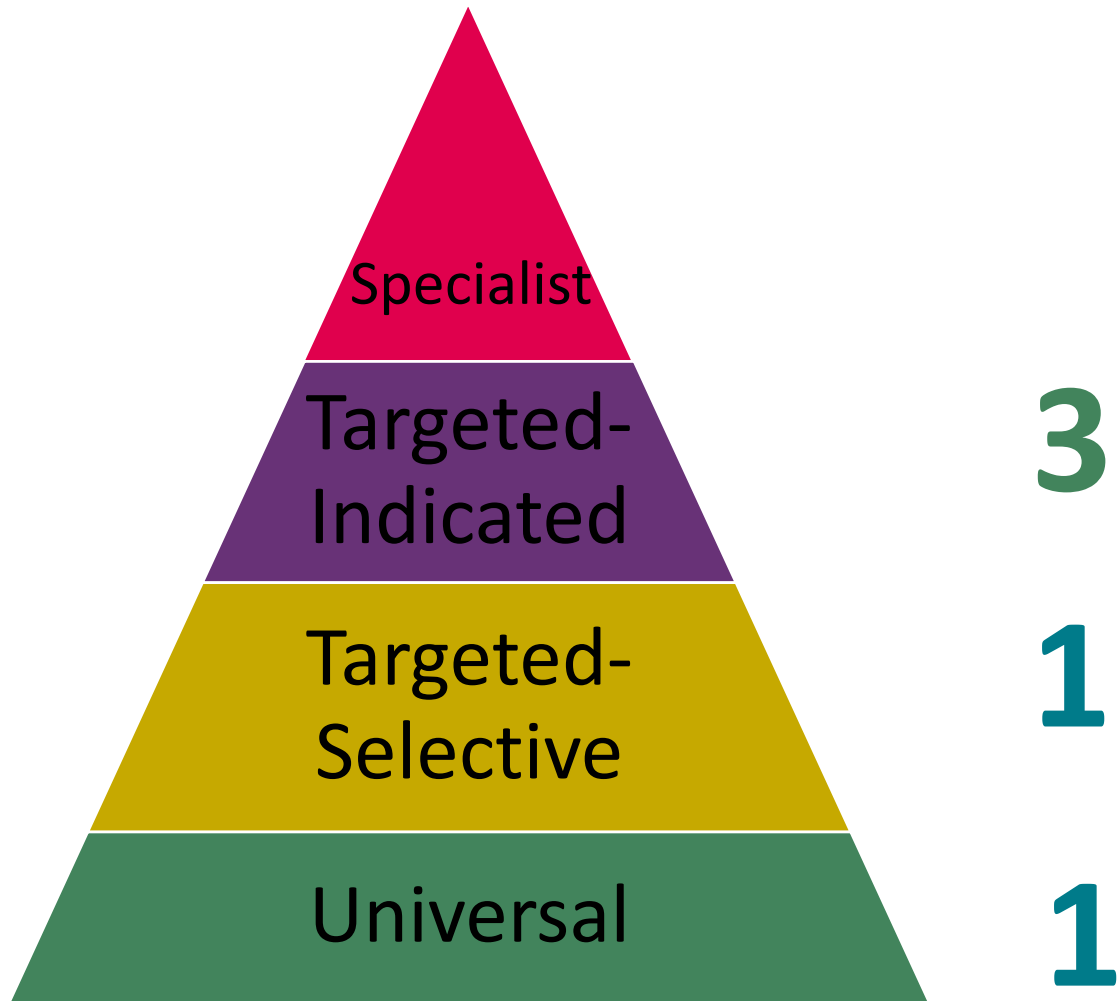 Specialist
Targeted-
Indicated
3
Targeted-
Selective
1
Universal
1